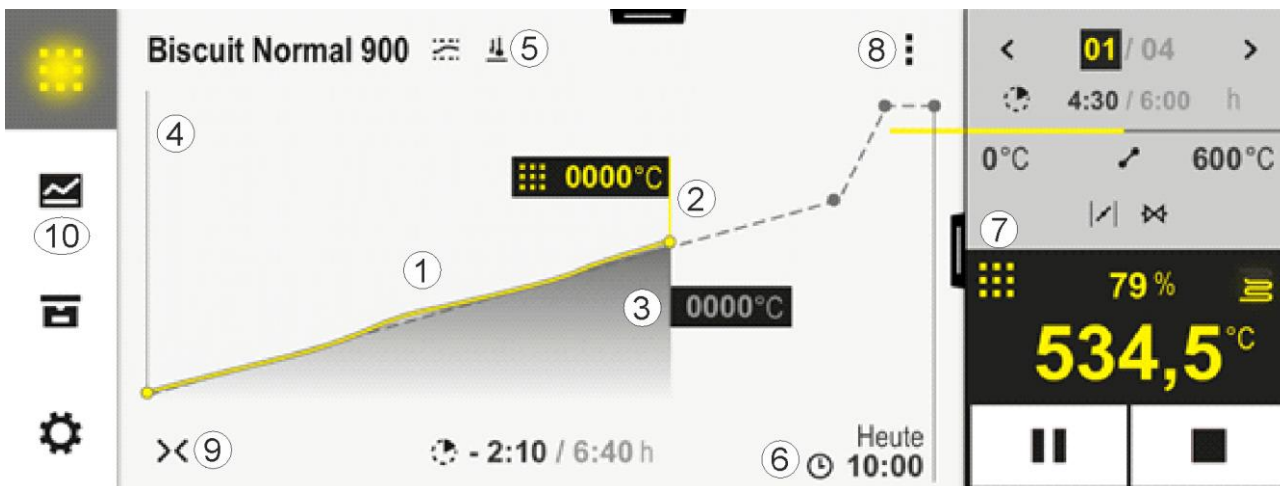 Biscuit Normal 900
5
8
4
0000°C
2
1
3
0000°C
10
9
- 2:10 / 6:40 h
6
Heute
10:00
< 01 / 04 >
4:30 / 6:00 h
0°C 600°C
7
79 %
534,5°C